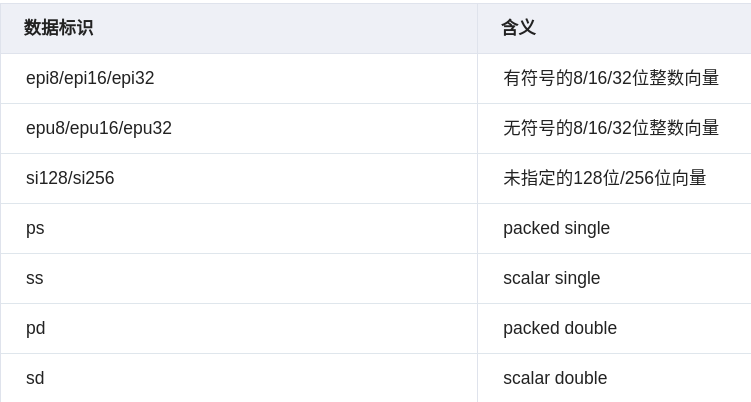 数据标识 含义
epi8/epi16/epi32 有符号的8/16/32位整数向量
epu8/epu16/epu32 无符号的8/16/32位整数向量
si128/si256 未指定的128位/256位向量
ps packed single
ss scalar single
pd packed double
sd scalar double